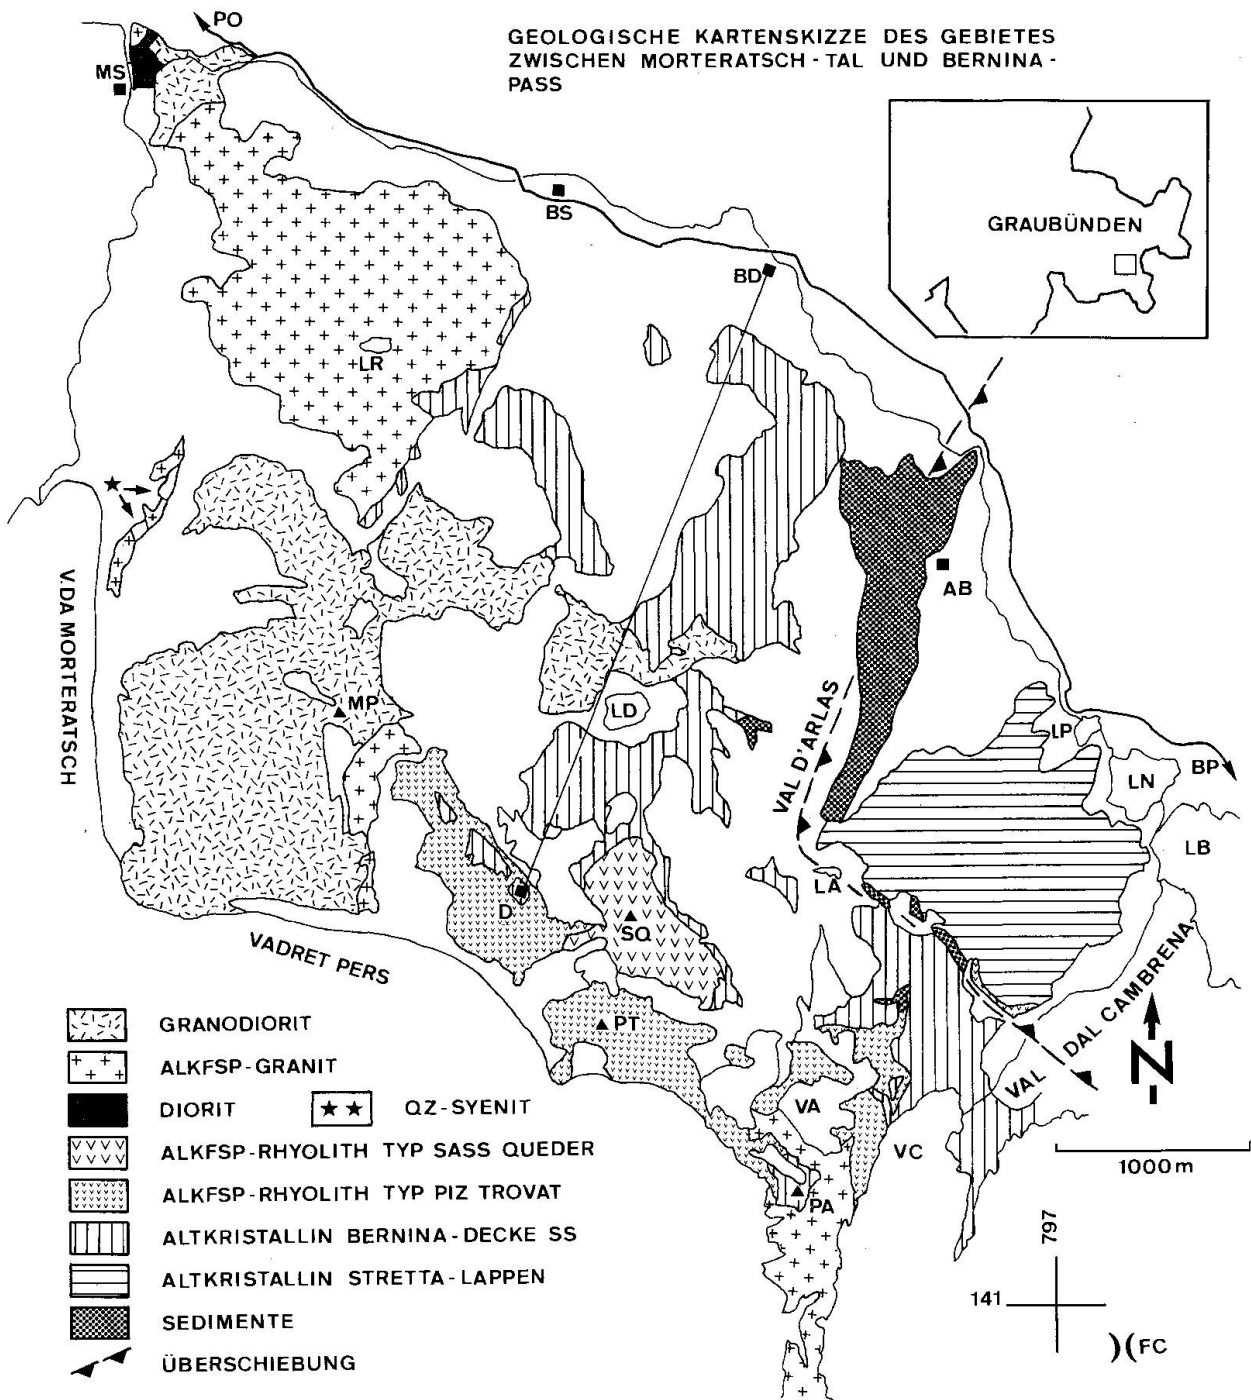 PO
GEOLOGISCHE KARTENSKIZZE DES GEBIETES
ZWISCHEN MORTERATSCH-TAL UND BERNINA-
PASS
MS
BS
GRAUBÜNDEN
BD
LR
AB
V.DA MORTERATSCH
MP
LD
VAL D'ARLAS
LP
LN
BP
LB
LA
D
SQ
VADRET PERS
PT
VAL DAL CAMBRENA
N
VA
VC
PA
1000 m
797
141
)(FC
GRANODIORIT
ALKFSP-GRANIT
DIORIT
QZ-SYENIT
ALKFSP-RHYOLITH TYP SASS QUEDER
ALKFSP-RHYOLITH TYP PIZ TROVAT
ALTKRISTALLIN BERNINA-DECKE SS
ALTKRISTALLIN STRETTA-LAPPEN
SEDIMENTE
ÜBERSCHIEBUNG